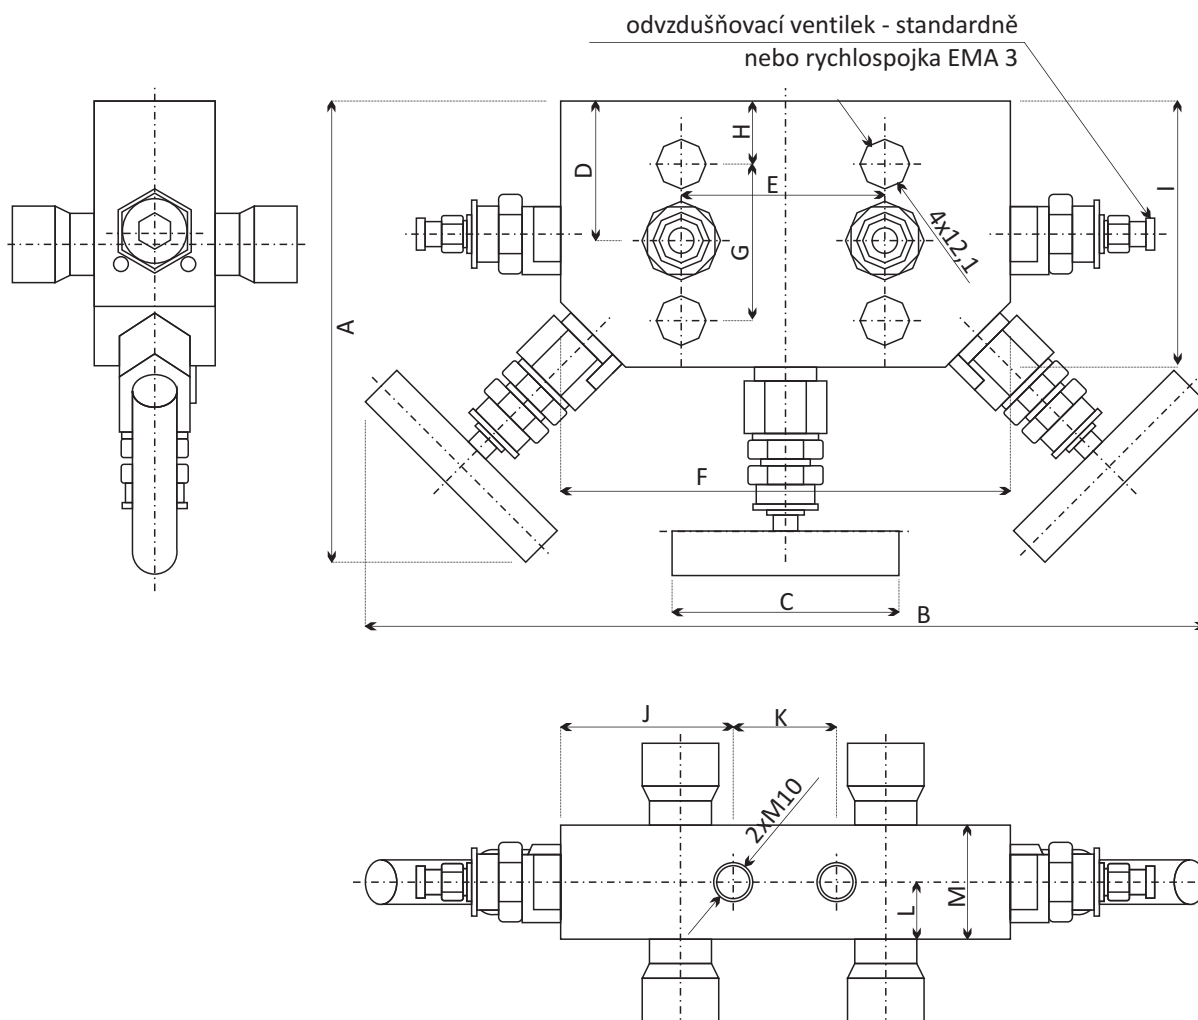 odvzdušňovací ventilek - standardně
nebo rychlospojka EMA 3
H
D
E
I
G
4x12,1
A
F
C
B
J
K
2xM10
L
M